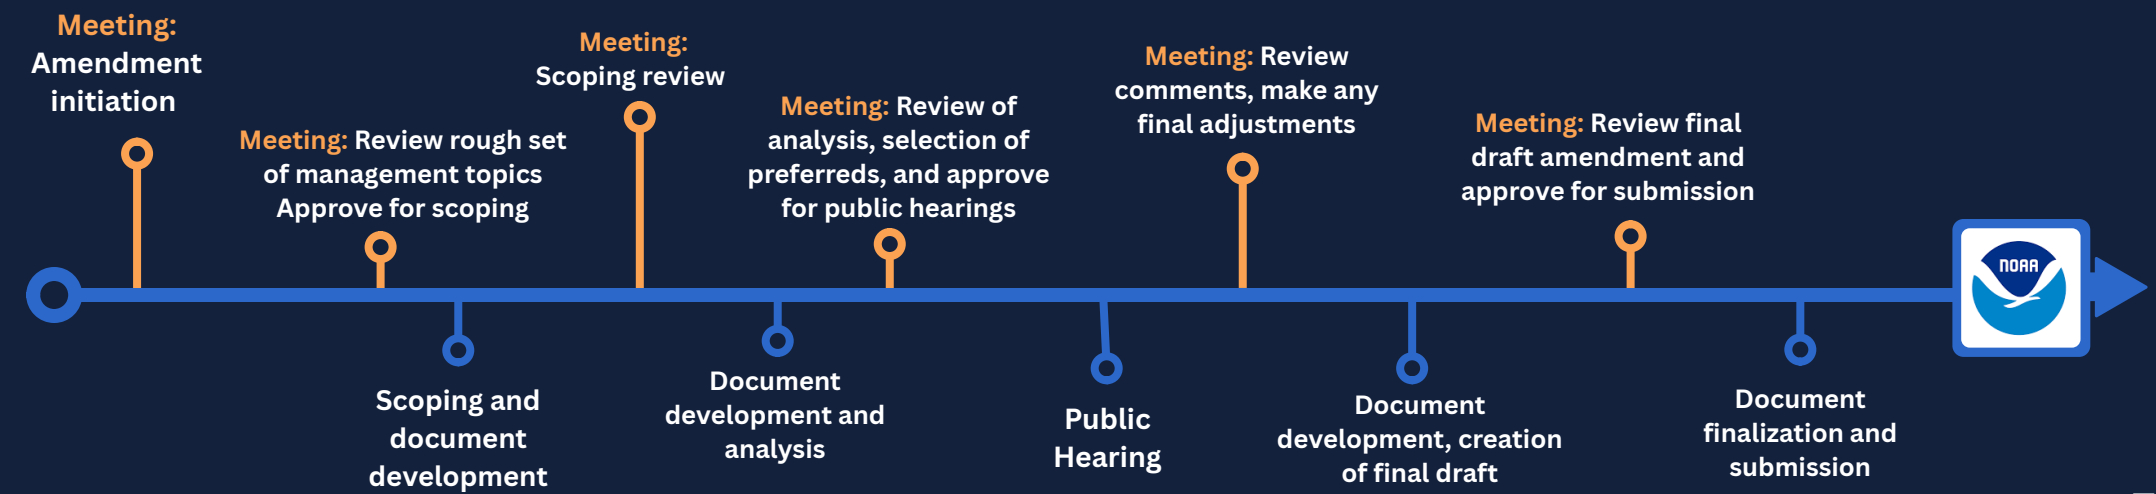 Meeting:
Amendment
initiation
Meeting: Review rough set
of management topics
Approve for scoping
Scoping and
document
development
Meeting:
Scoping review
Document
development and
analysis
Meeting: Review of
analysis, selection of
preferreds, and approve
for public hearings
Public
Hearing
Meeting: Review
comments, make any
final adjustments
Document
development, creation
of final draft
Meeting: Review final
draft amendment and
approve for submission
Document
finalization and
submission
NOAA